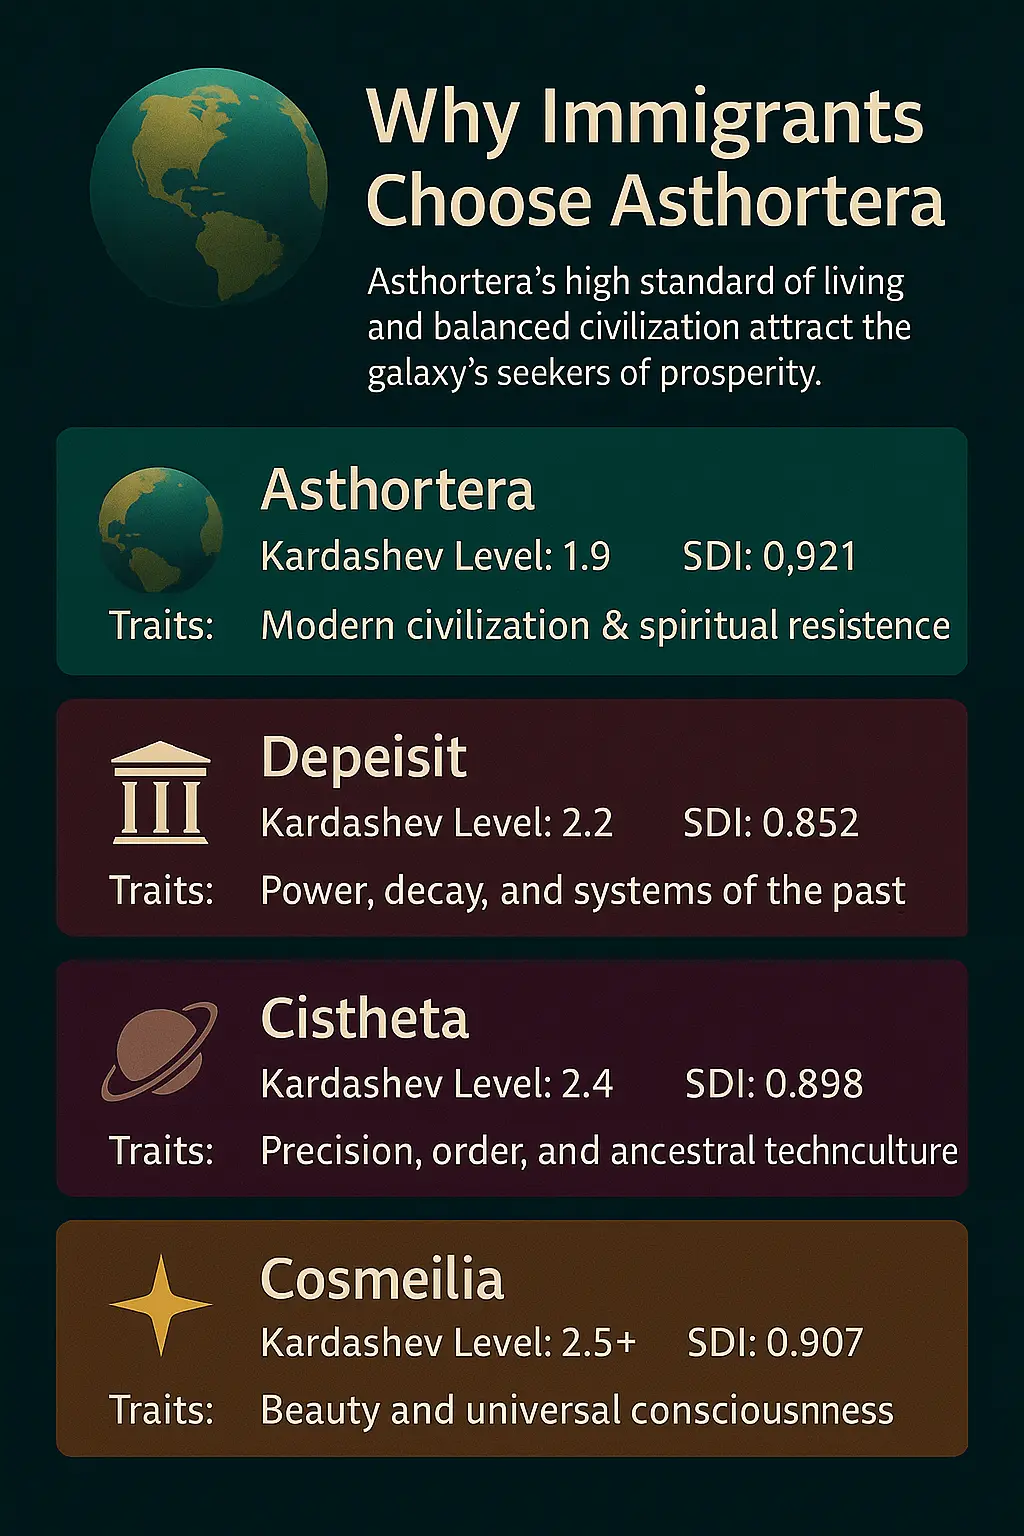 Why Immigrants
Choose Asthortera
Asthortera's high standard of living
and balanced civilization attract the
galaxy's seekers of prosperity.
Asthortera
Kardashev Level: 1.9 SDI: 0,921
Traits: Modern civilization & spiritual resistence
Depeisit
Kardashev Level: 2.2 SDI: 0.852
Traits: Power, decay, and systems of the past
Cistheta
Kardashev Level: 2.4 SDI: 0.898
Traits: Precision, order, and ancestral technculture
Cosmeilia
Kardashev Level: 2.5+ SDI: 0.907
Traits: Beauty and universal consciousnness